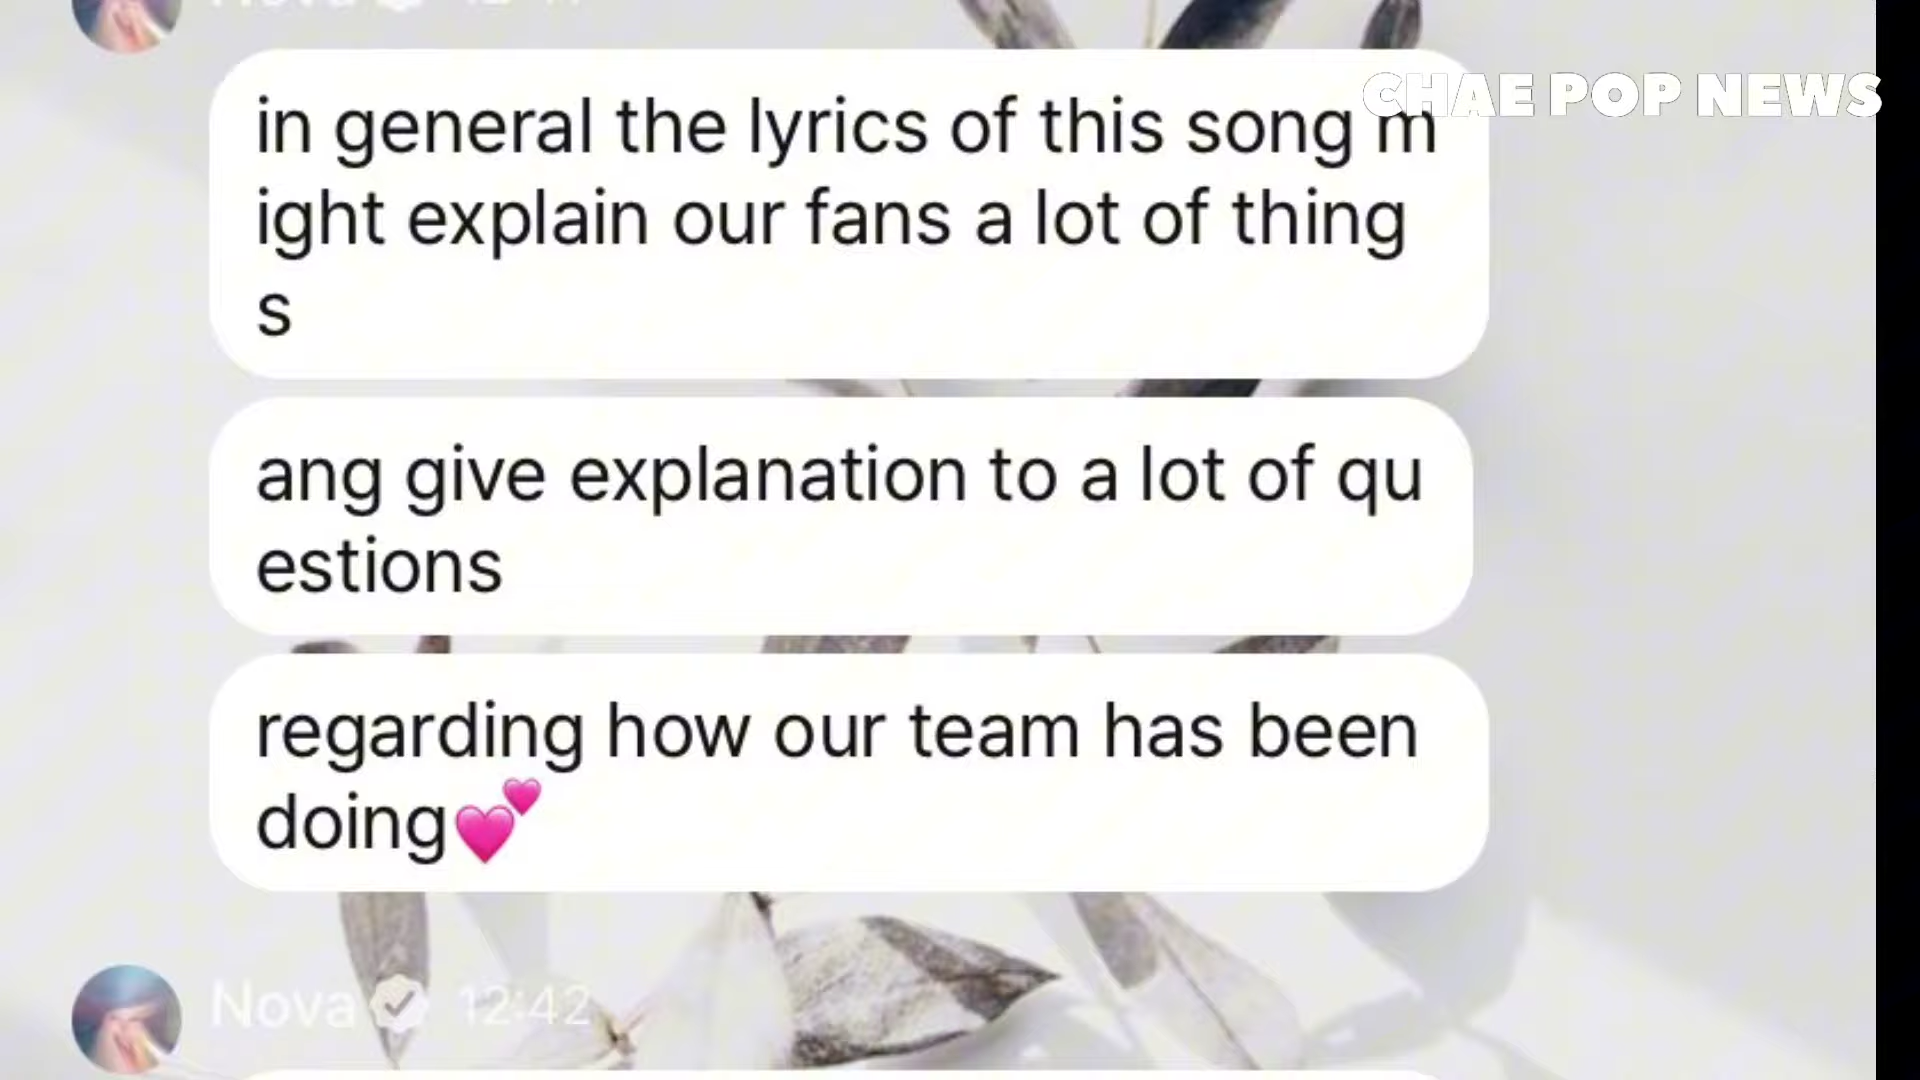 CHAE POP NEWS
in general the lyrics of this song m
ight explain our fans a lot of thing
s
ang give explanation to a lot of qu
estions
regarding how our team has been
doing💕
Nova 12:42